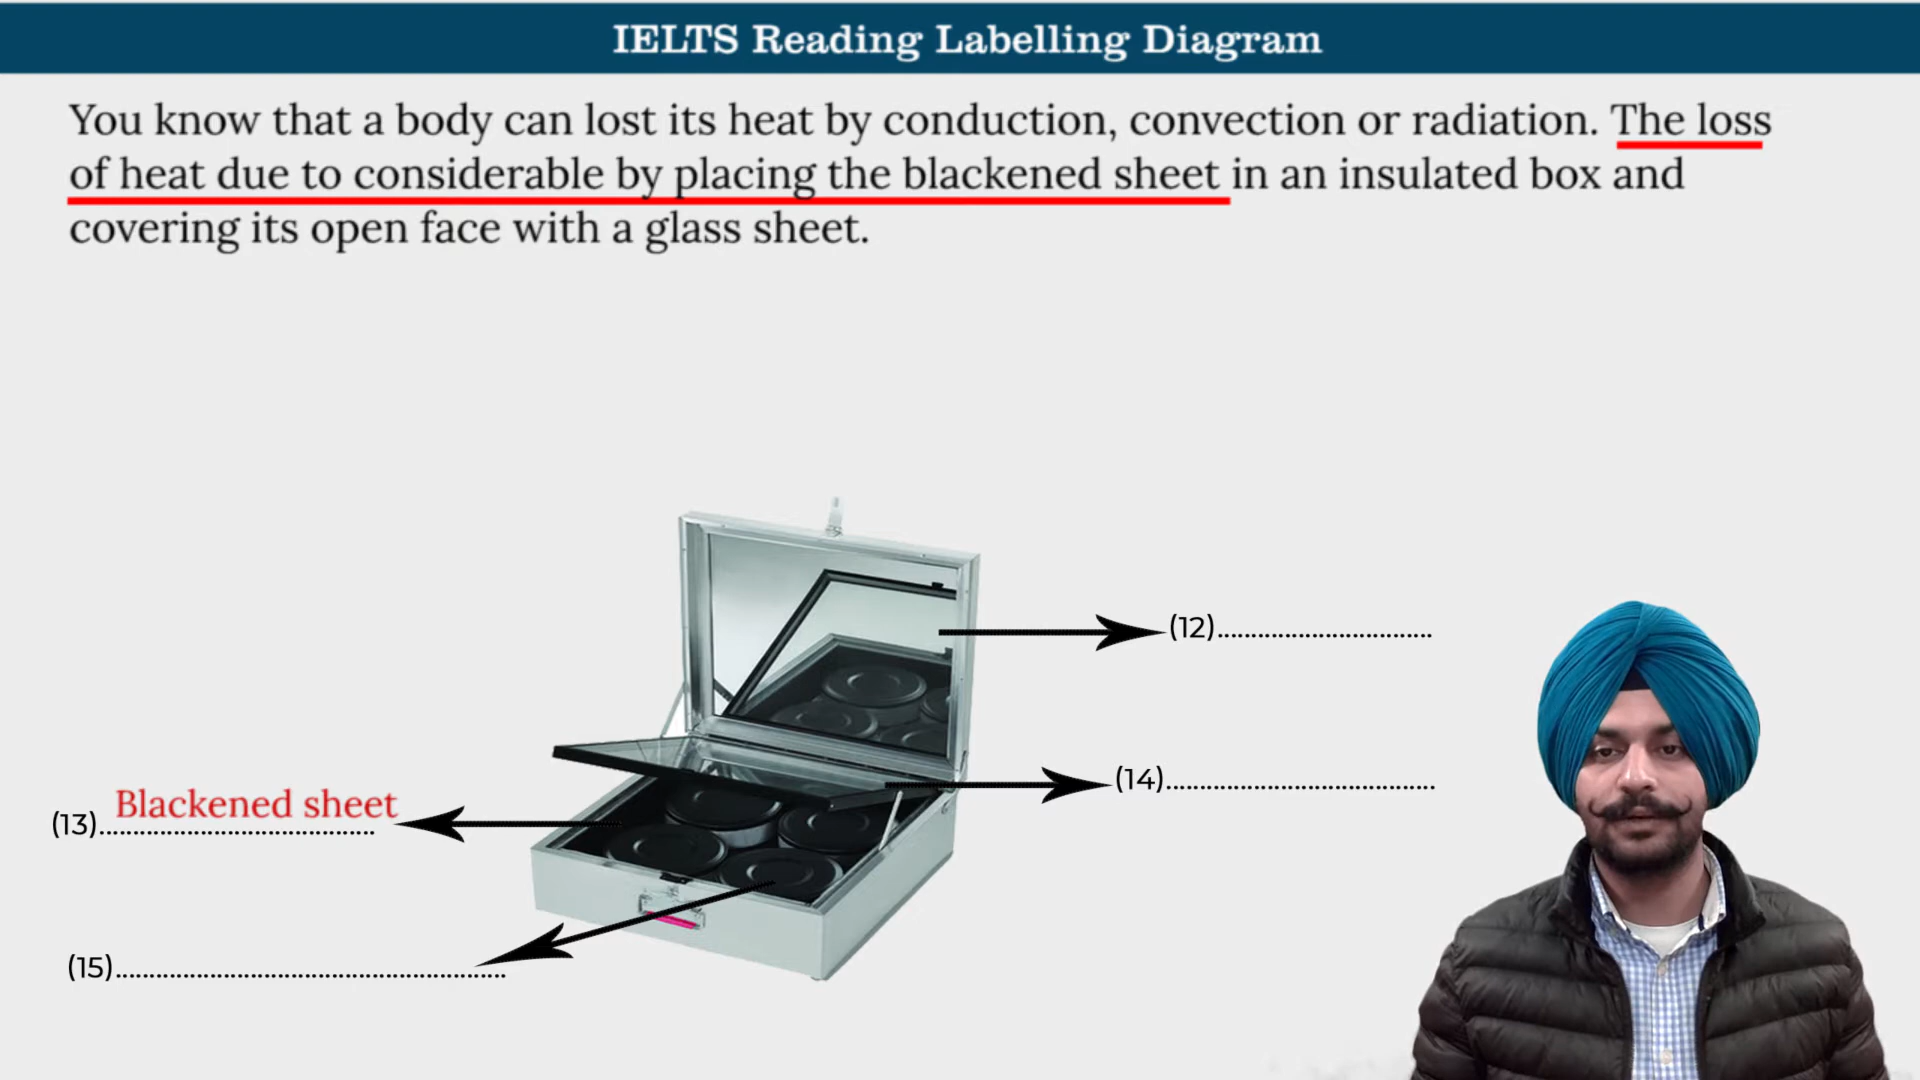 IELTS Reading Labelling Diagram
You know that a body can lost its heat by conduction, convection or radiation. The loss
of heat due to considerable by placing the blackened sheet in an insulated box and
covering its open face with a glass sheet.
(12)................................
(14)........................................
Blackened sheet
(13).........................................
(15)..........................................................